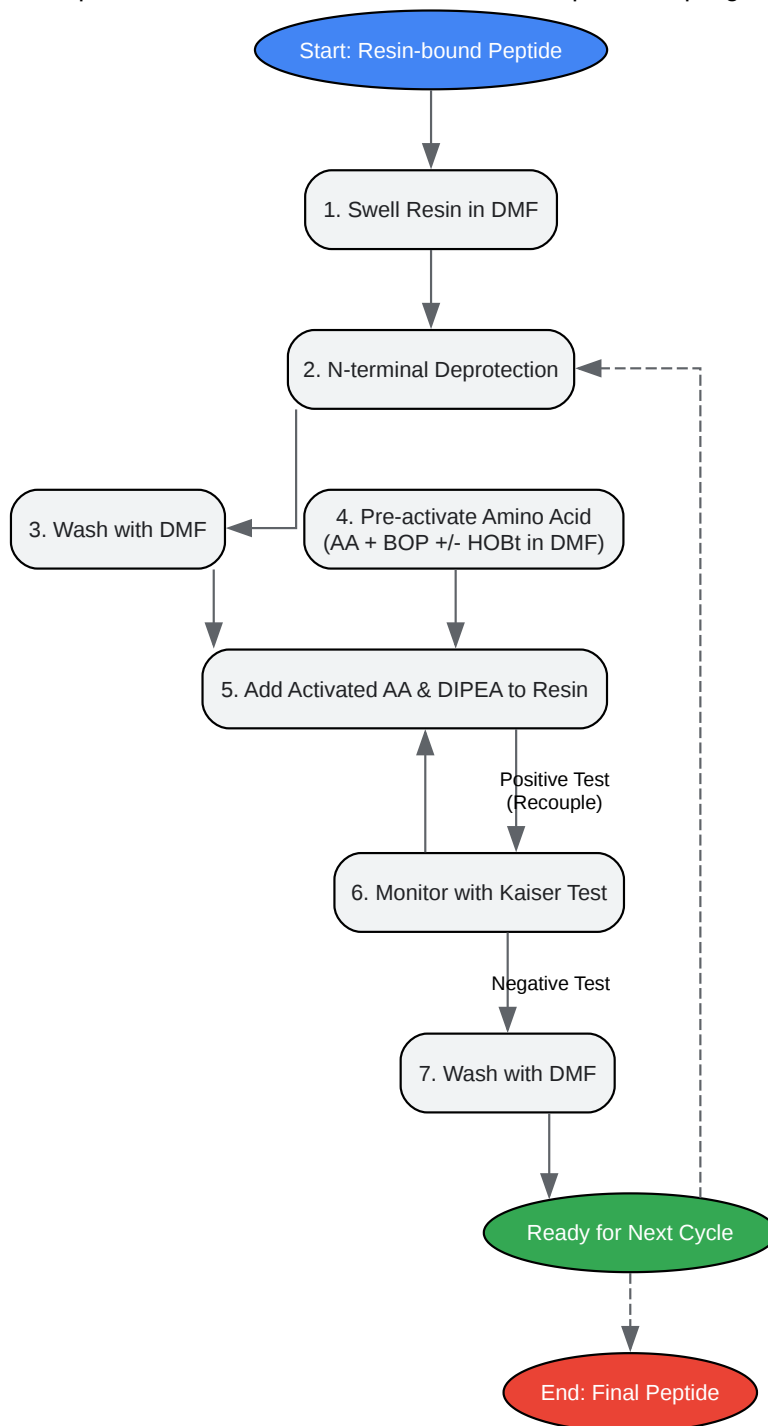 Start: Resin-bound Peptide
1. Swell Resin in DMF
2. N-terminal Deprotection
3. Wash with DMF
4. Pre-activate Amino Acid
(AA + BOP +/- HOBt in DMF)
5. Add Activated AA & DIPEA to Resin
Positive Test
(Recouple)
6. Monitor with Kaiser Test
Negative Test
7. Wash with DMF
Ready for Next Cycle
End: Final Peptide